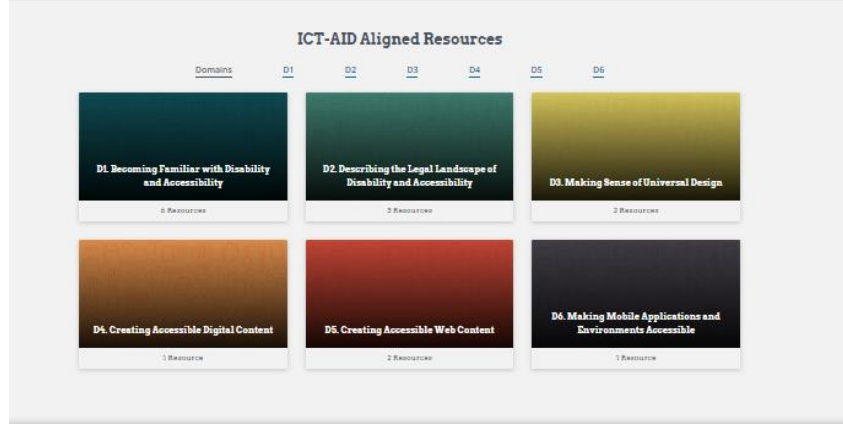 ICT-AID Aligned Resources
Domains D1 D2 D3 D4 D5 D6
D1. Becoming Familiar with Disability
and Accessibility
6 Resources
D2. Describing the Legal Landscape of
Disability and Accessibility
3 Resources
D3. Making Sense of Universal Design
2 Resources
D4. Creating Accessible Digital Content
1 Resource
D5. Creating Accessible Web Content
2 Resources
D6. Making Mobile Applications and
Environments Accessible
1 Resource